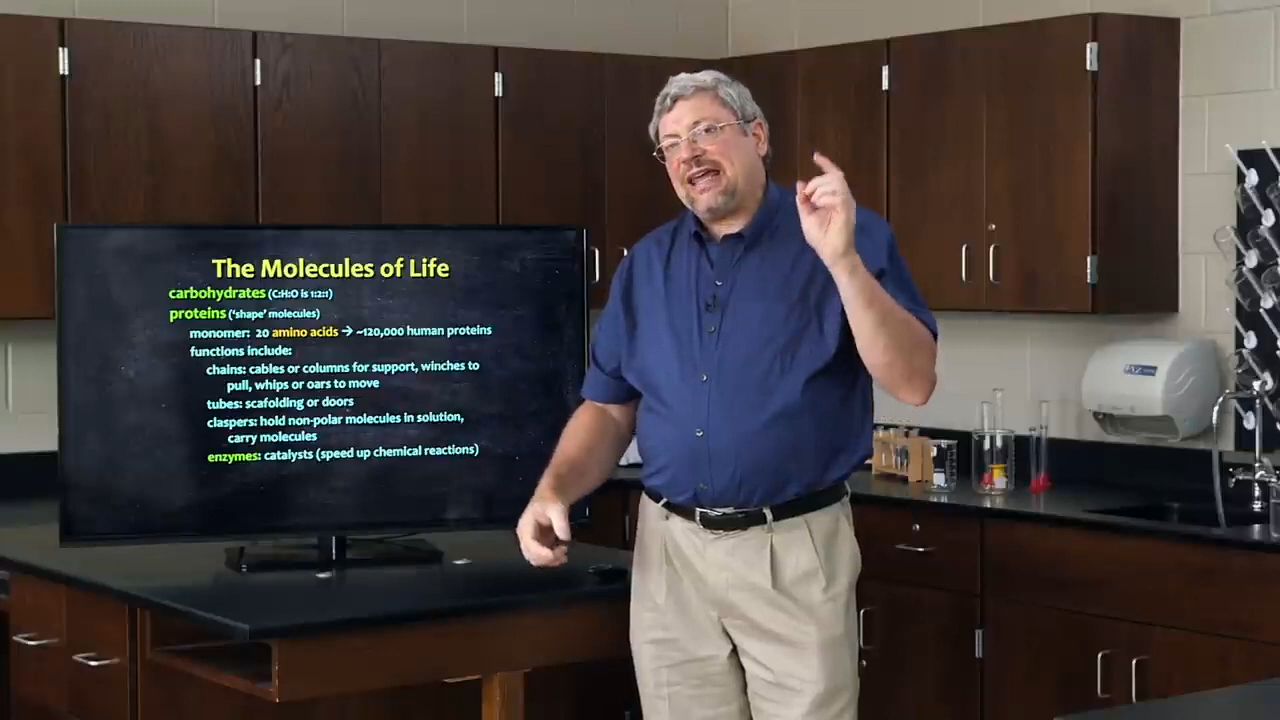 The Molecules of Life
carbohydrates (C:H:O is 1:2:1)
proteins ('shape' molecules)
monomer: 20 amino acids → ~120,000 human proteins
functions include:
chains: cables or columns for support, winches to
pull, whips or oars to move
tubes: scafolding or doors
claspers: hold non-polar molecules in solution,
carry molecules
enzymes: catalysts (speed up chemical reactions)